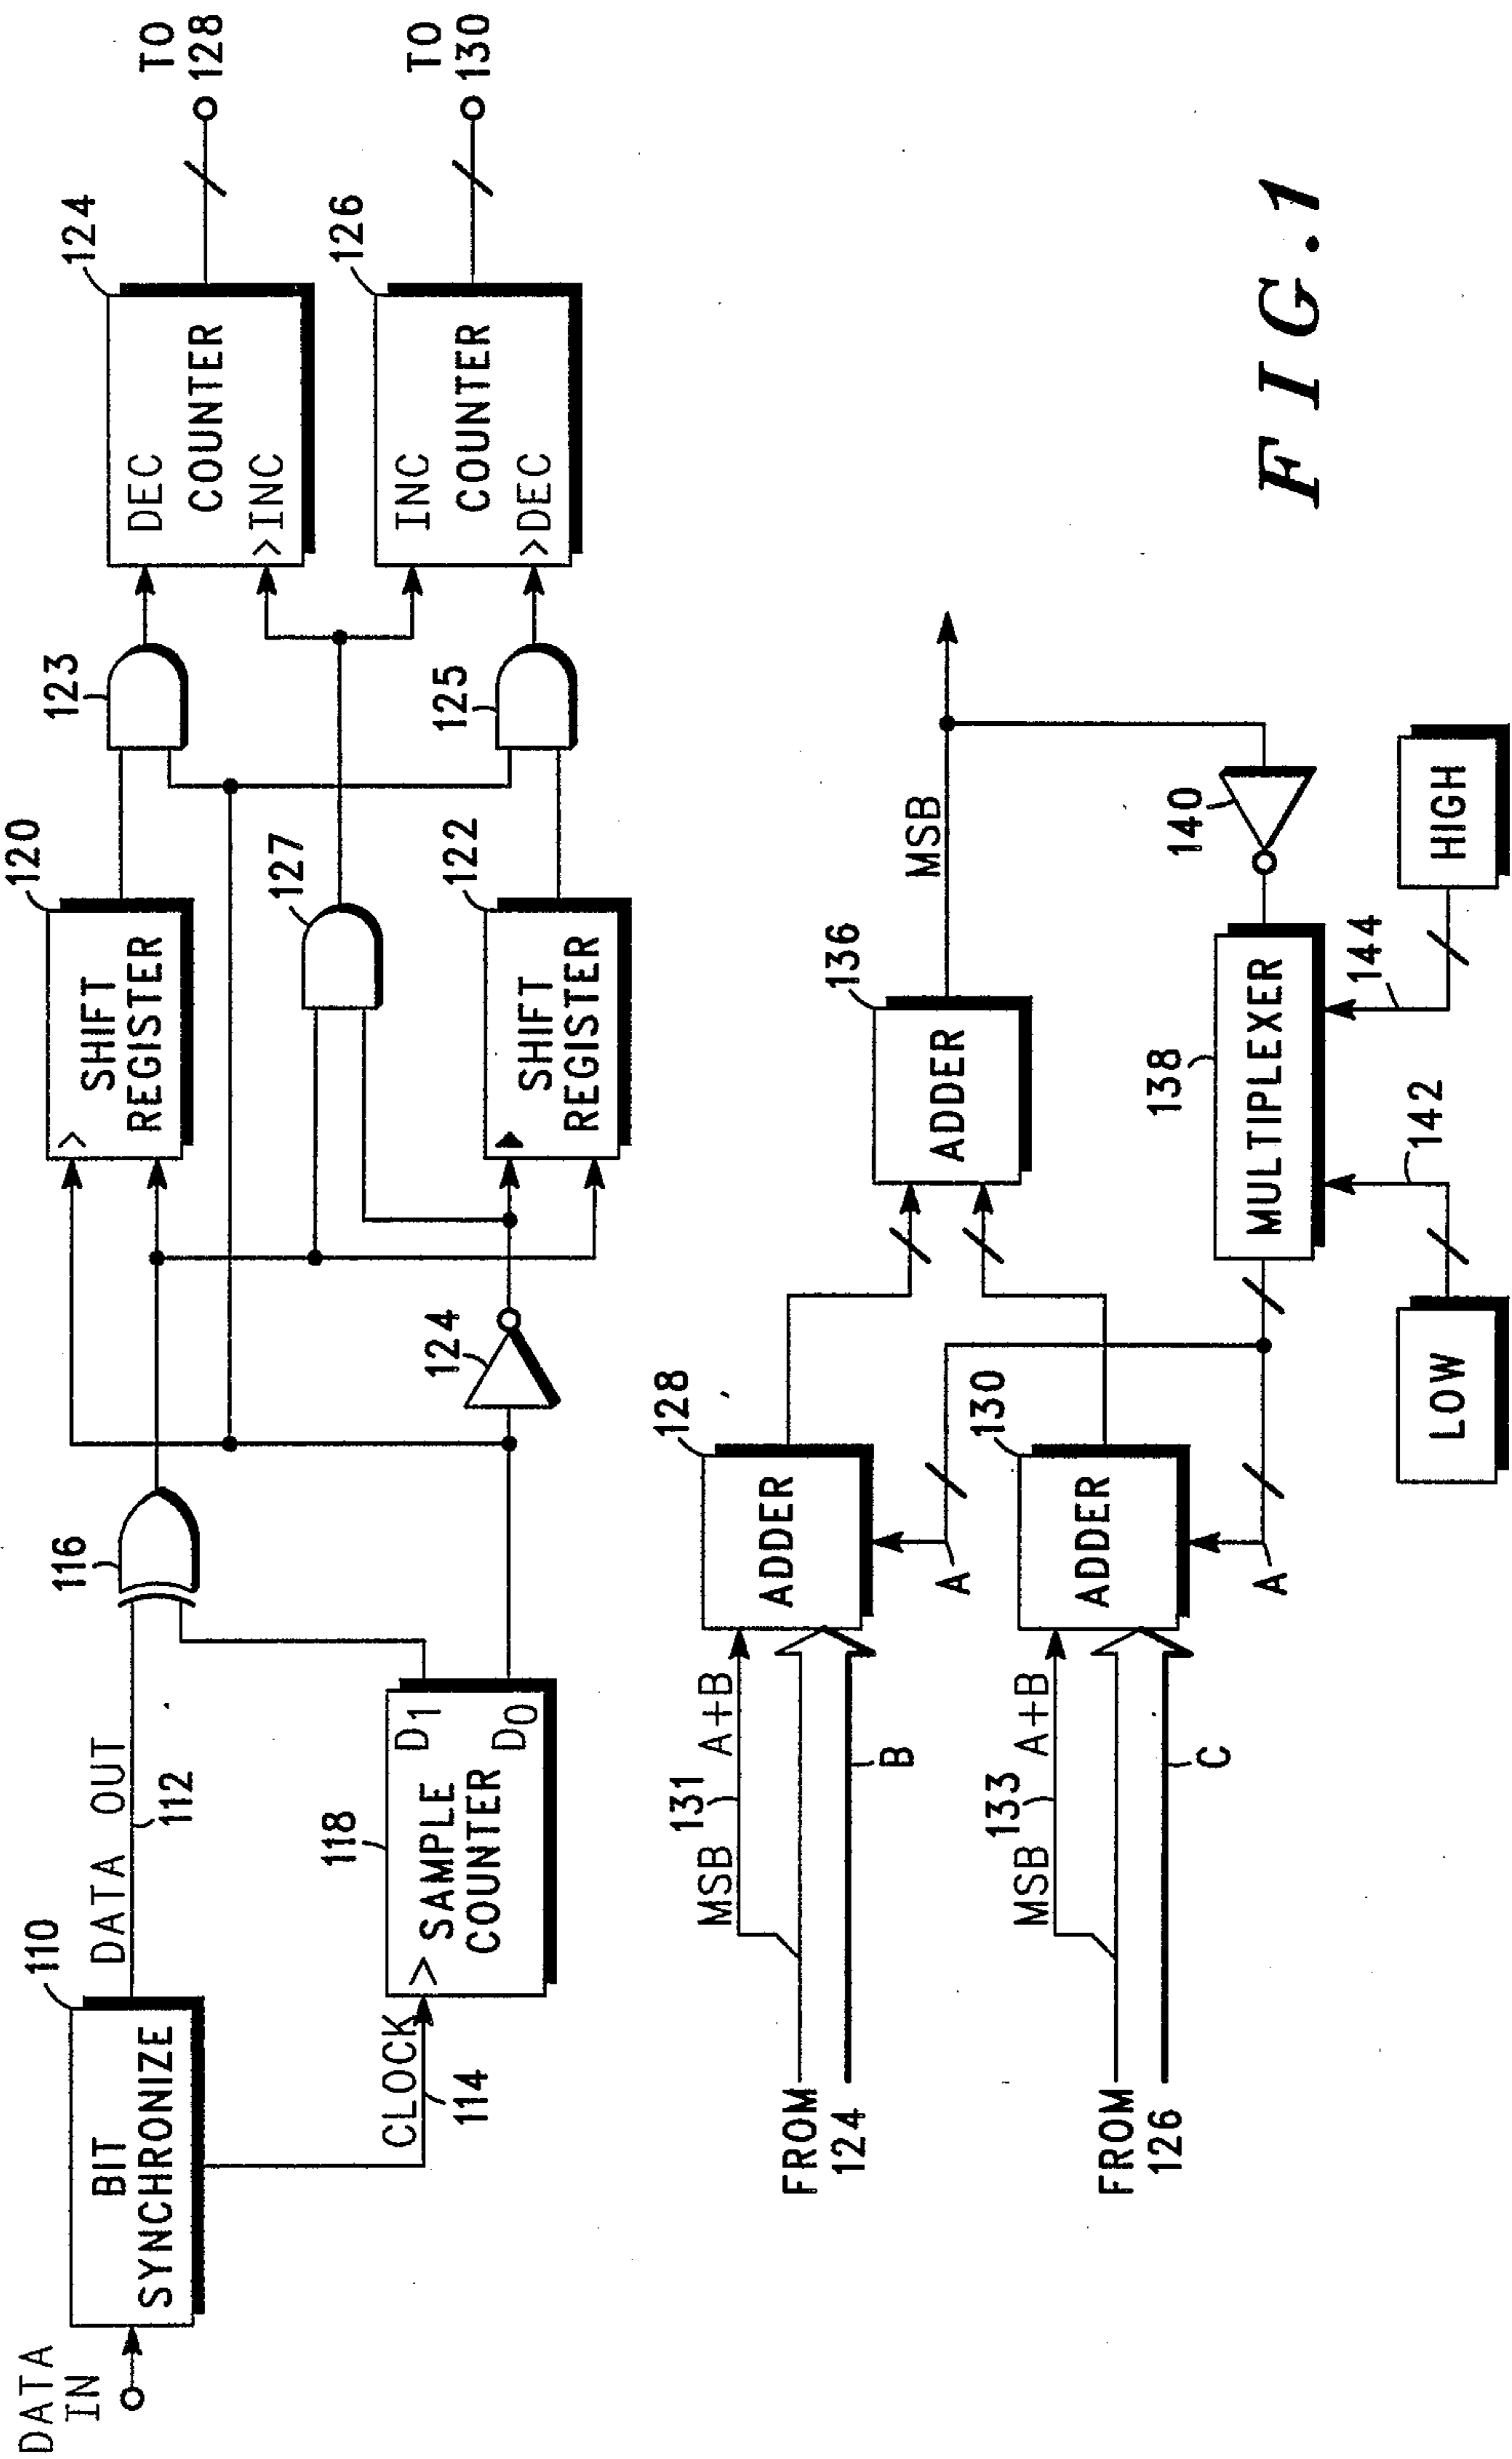 DATA
IN
110
BIT
SYNCHRONIZE
DATA OUT
112
CLOCK
114
116
118
> SAMPLE
COUNTER
D1
D0
124
120
>
SHIFT
REGISTER
127
122
SHIFT
REGISTER
123
125
124
DEC
COUNTER
>INC
126
INC
COUNTER
>DEC
TO
128
TO
130
FROM
124
MSB
131
A+B
B
128
ADDER
A
FROM
126
MSB
133
A+B
C
130
ADDER
A
136
ADDER
MSB
138
MULTIPLEXER
140
142
LOW
144
HIGH
FIG.1